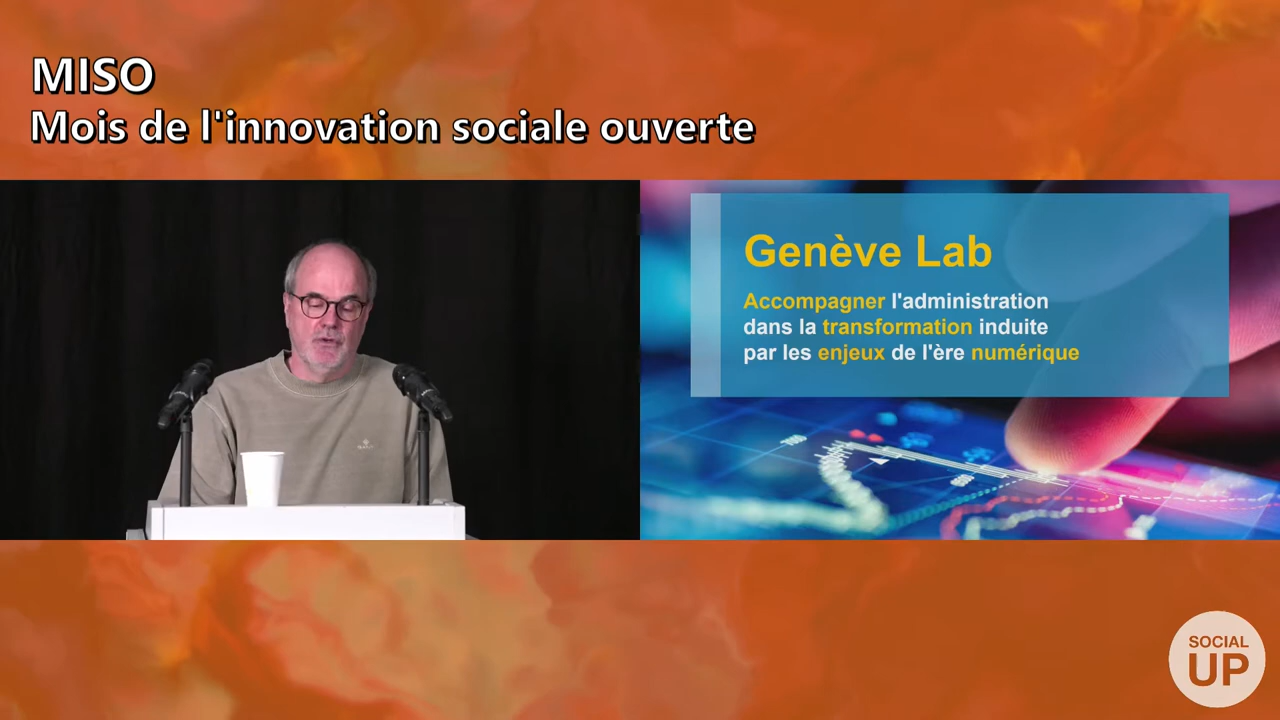 MISO
Mois de l'innovation sociale ouverte
Genève Lab
Accompagner l'administration
dans la transformation induite
par les enjeux de l'ère numérique
SOCIAL
UP